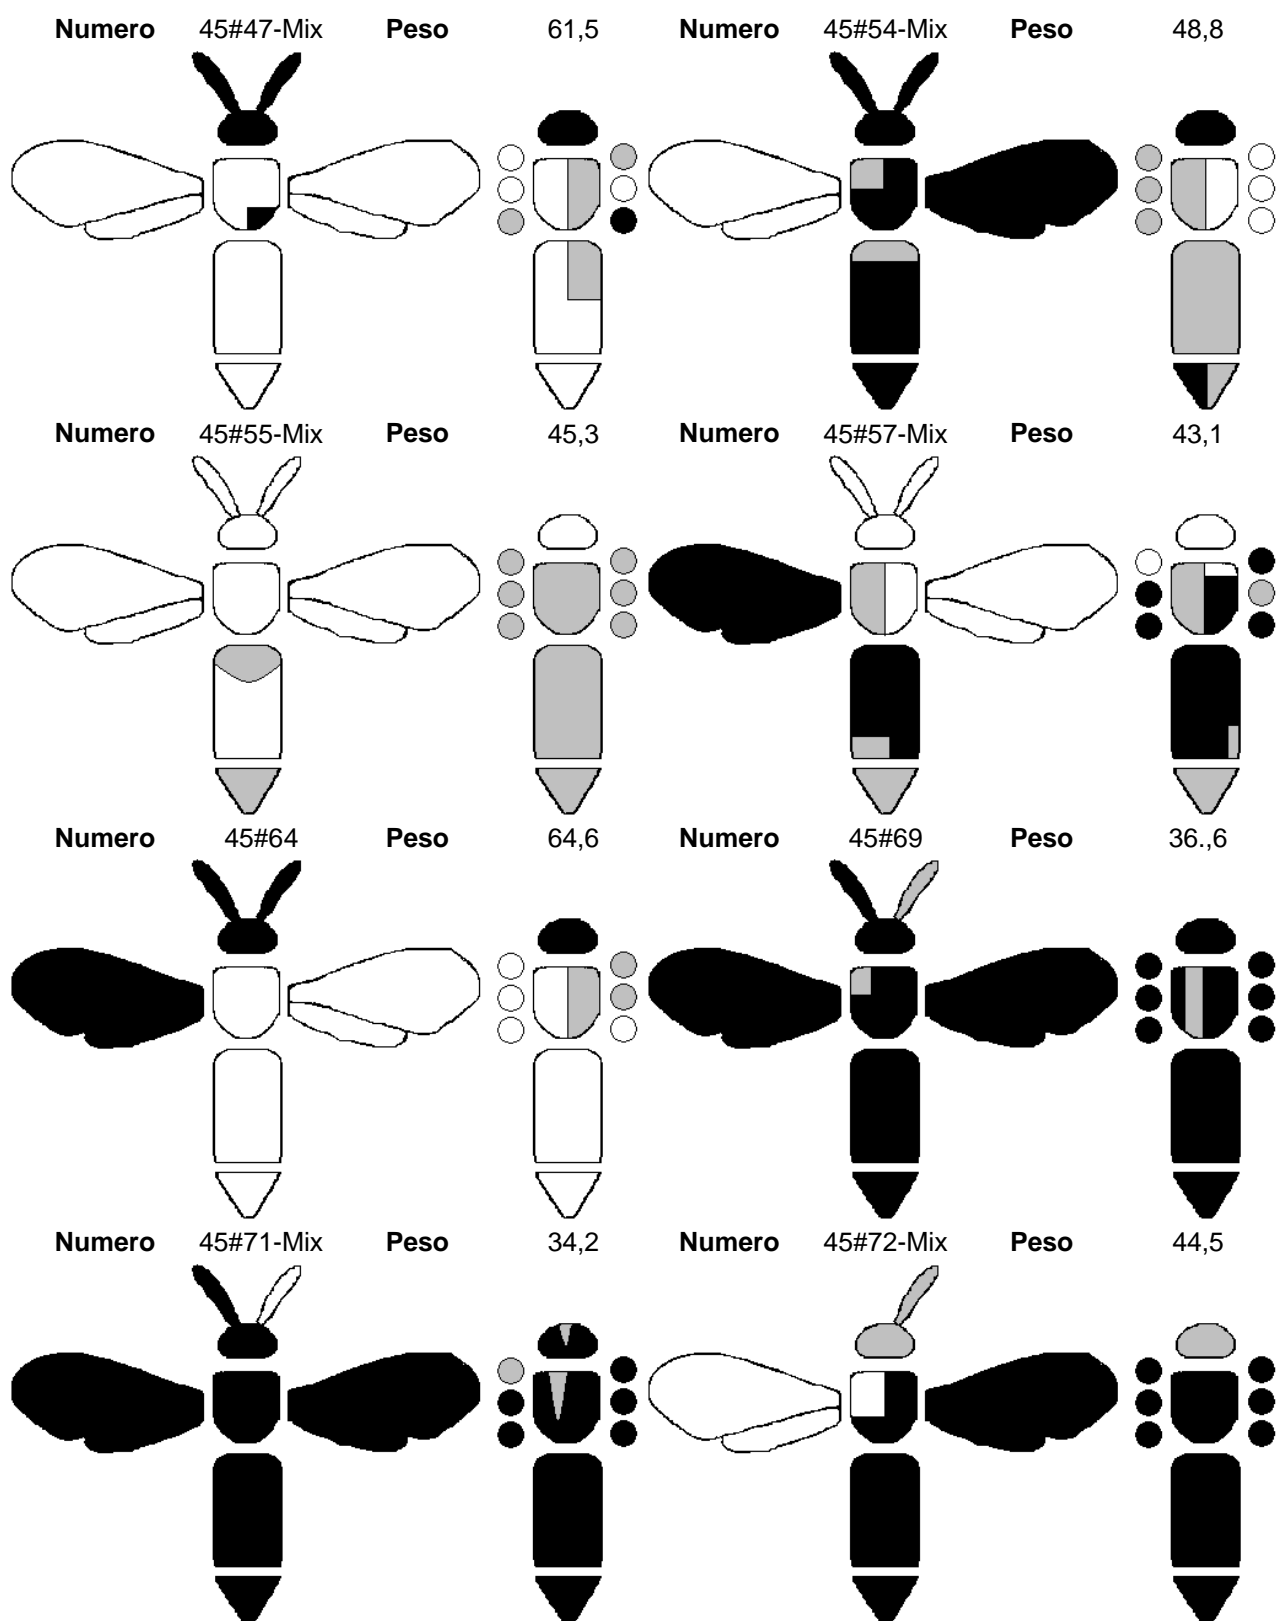 Numero 45#47-Mix Peso 61,5 Numero 45#54-Mix Peso 48,8
Numero 45#55-Mix Peso 45,3 Numero 45#57-Mix Peso 43,1
Numero 45#64 Peso 64,6 Numero 45#69 Peso 36.,6
Numero 45#71-Mix Peso 34,2 Numero 45#72-Mix Peso 44,5